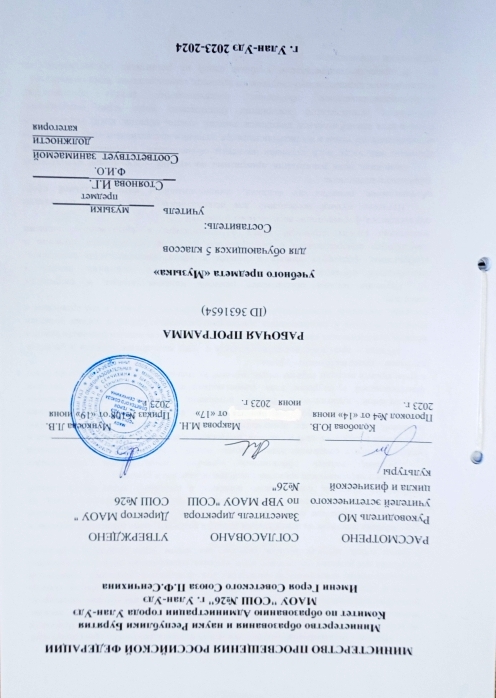 МИНИСТЕРСТВО ПРОСВЕЩЕНИЯ РОССИЙСКОЙ ФЕДЕРАЦИИ
Министерство образования и науки Республики Бурятия
Комитет по образованию Администрации города Улан-Удэ
МАОУ "СОШ №26" г. Улан-Удэ
Имени Героя Советского Союза П.Ф.Сенчихина
РАССМОТРЕНО
Руководитель МО
учителей эстетического
цикла и физической
культуры
Колобова Ю.В.
Протокол №4 от «14» июня
2023 г.
СОГЛАСОВАНО
Заместитель директора
по УВР МАОУ "СОШ
№26"
Макрова М.Н.
от «17»
июня 2023 г.
УТВЕРЖДЕНО
Директор МАОУ "
СОШ №26
Мункоева Л.В.
Приказ №108 от «19» июня
2023 г.
РАБОЧАЯ ПРОГРАММА
(ID 3631654)
учебного предмета «Музыка»
для обучающихся 5 классов
Составитель:
учитель музыки
предмет
Стоянова И.Г.
Ф.И.О.
Соответствует занимаемой
должности
категория
г. Улан-Удэ 2023-2024